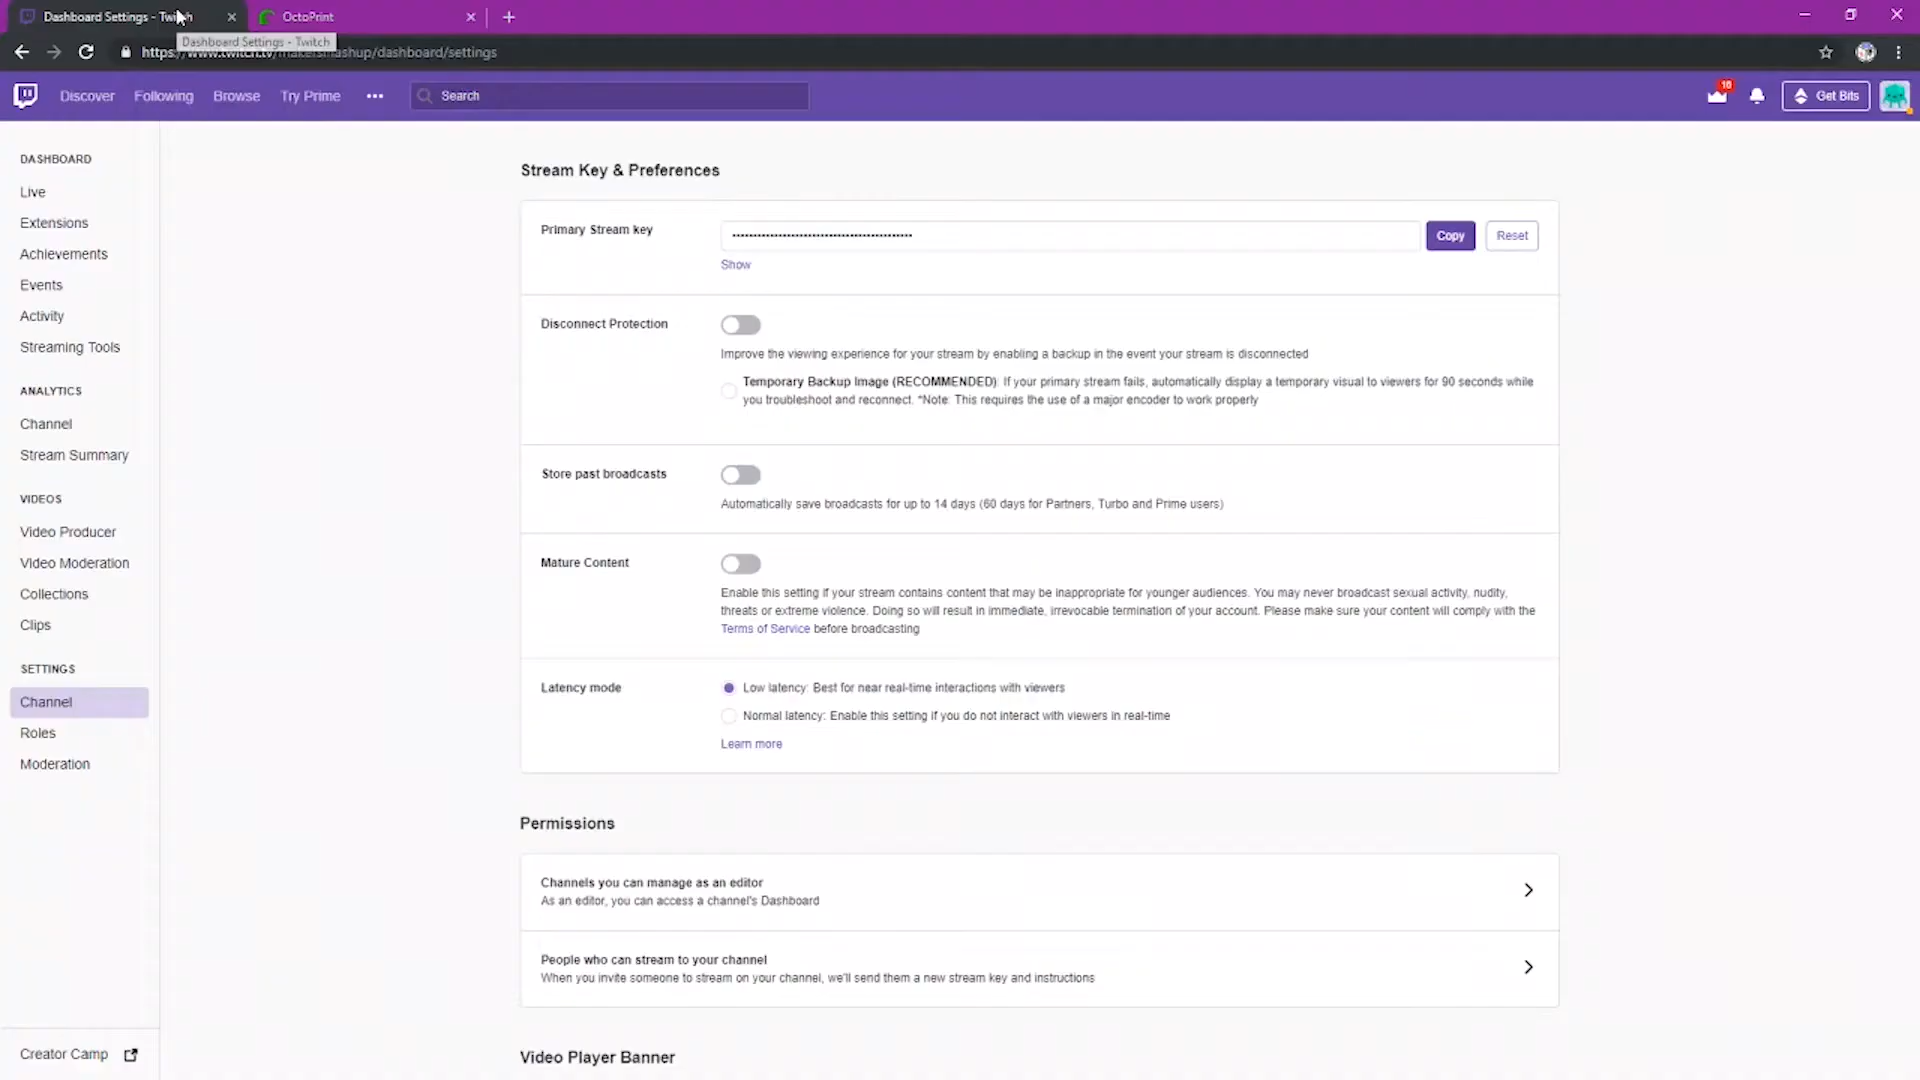 Dashboard Settings - Twitch
OctoPrint
Dashboard Settings - Twitch
https://www.twitch.tv/makersmashup/dashboard/settings
Discover
Following
Browse
Try Prime
Search
16
Get Bits
DASHBOARD
Live
Extensions
Achievements
Events
Activity
Streaming Tools
ANALYTICS
Channel
Stream Summary
VIDEOS
Video Producer
Video Moderation
Collections
Clips
SETTINGS
Channel
Roles
Moderation
Creator Camp
Stream Key & Preferences
Primary Stream key
Copy
Reset
Show
Disconnect Protection
Improve the viewing experience for your stream by enabling a backup in the event your stream is disconnected
Temporary Backup Image (RECOMMENDED): If your primary stream fails, automatically display a temporary visual to viewers for 90 seconds while
you troubleshoot and reconnect. *Note: This requires the use of a major encoder to work properly
Store past broadcasts
Automatically save broadcasts for up to 14 days (60 days for Partners, Turbo and Prime users)
Mature Content
Enable this setting if your stream contains content that may be inappropriate for younger audiences. You may never broadcast sexual activity, nudity,
threats or extreme violence. Doing so will result in immediate, irrevocable termination of your account. Please make sure your content will comply with the
Terms of Service before broadcasting
Latency mode
Low latency: Best for near real-time interactions with viewers
Normal latency: Enable this setting if you do not interact with viewers in real-time
Learn more
Permissions
Channels you can manage as an editor
As an editor, you can access a channel's Dashboard
People who can stream to your channel
When you invite someone to stream on your channel, we'll send them a new stream key and instructions
Video Player Banner